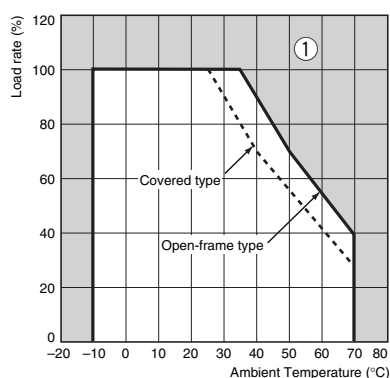 Load rate (%)
120
①
100
80
Covered type
60
Open-frame type
40
20
0
–20 –10 0 10 20 30 40 50 60 70 80
Ambient Temperature (°C)